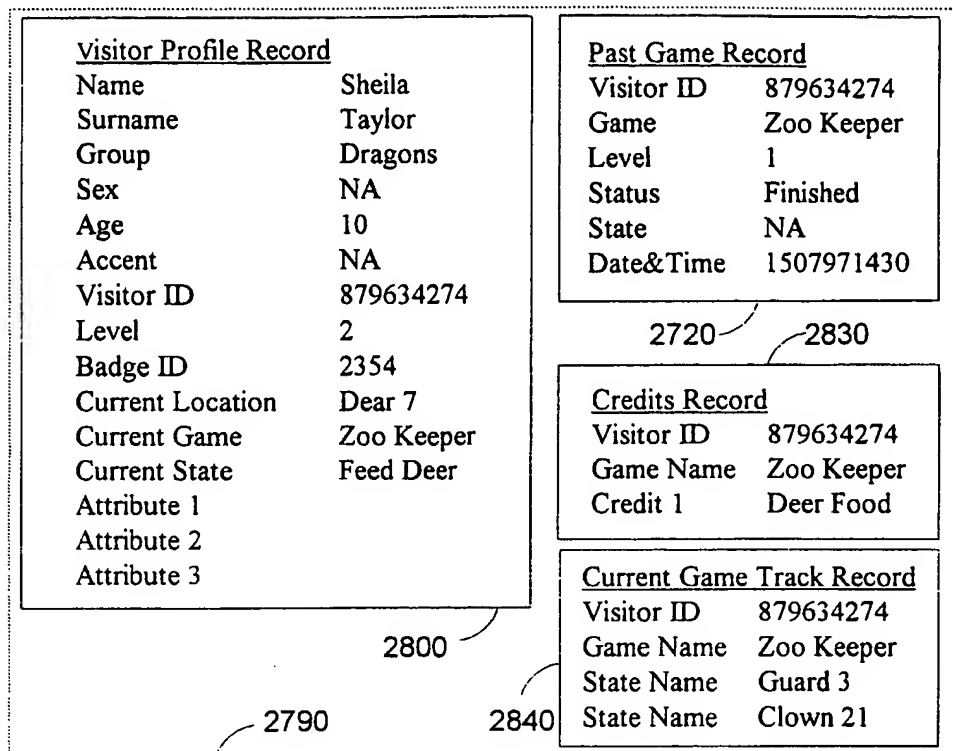 Visitor Profile Record
Name Sheila
Surname Taylor
Group Dragons
Sex NA
Age 10
Accent NA
Visitor ID 879634274
Level 2
Badge ID 2354
Current Location Dear 7
Current Game Zoo Keeper
Current State Feed Deer
Attribute 1
Attribute 2
Attribute 3
2800
2790
Past Game Record
Visitor ID 879634274
Game Zoo Keeper
Level 1
Status Finished
State NA
Date&Time 1507971430
2720
2830
Credits Record
Visitor ID 879634274
Game Name Zoo Keeper
Credit 1 Deer Food
Current Game Track Record
Visitor ID 879634274
Game Name Zoo Keeper
State Name Guard 3
State Name Clown 21
2840